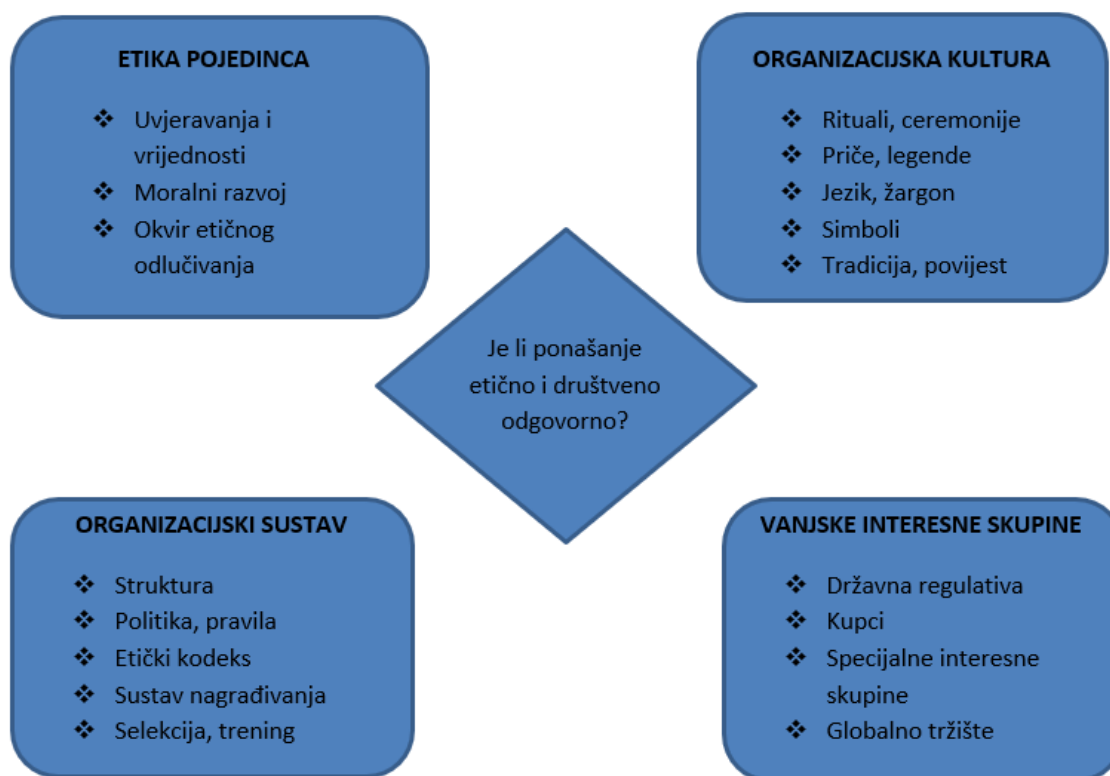 ETIKA POJEDINCA
❖ Uvjeravanja i
vrijednosti
❖ Moralni razvoj
❖ Okvir etičnog
odlučivanja
ORGANIZACIJSKA KULTURA
❖ Rituali, ceremonije
❖ Priče, legende
❖ Jezik, žargon
❖ Simboli
❖ Tradicija, povijest
Je li ponašanje
etično i društveno
odgovorno?
ORGANIZACIJSKI SUSTAV
❖ Struktura
❖ Politika, pravila
❖ Etički kodeks
❖ Sustav nagrađivanja
❖ Selekcija, trening
VANJSKE INTERESNE SKUPINE
❖ Državna regulativa
❖ Kupci
❖ Specijalne interesne
skupine
❖ Globalno tržište